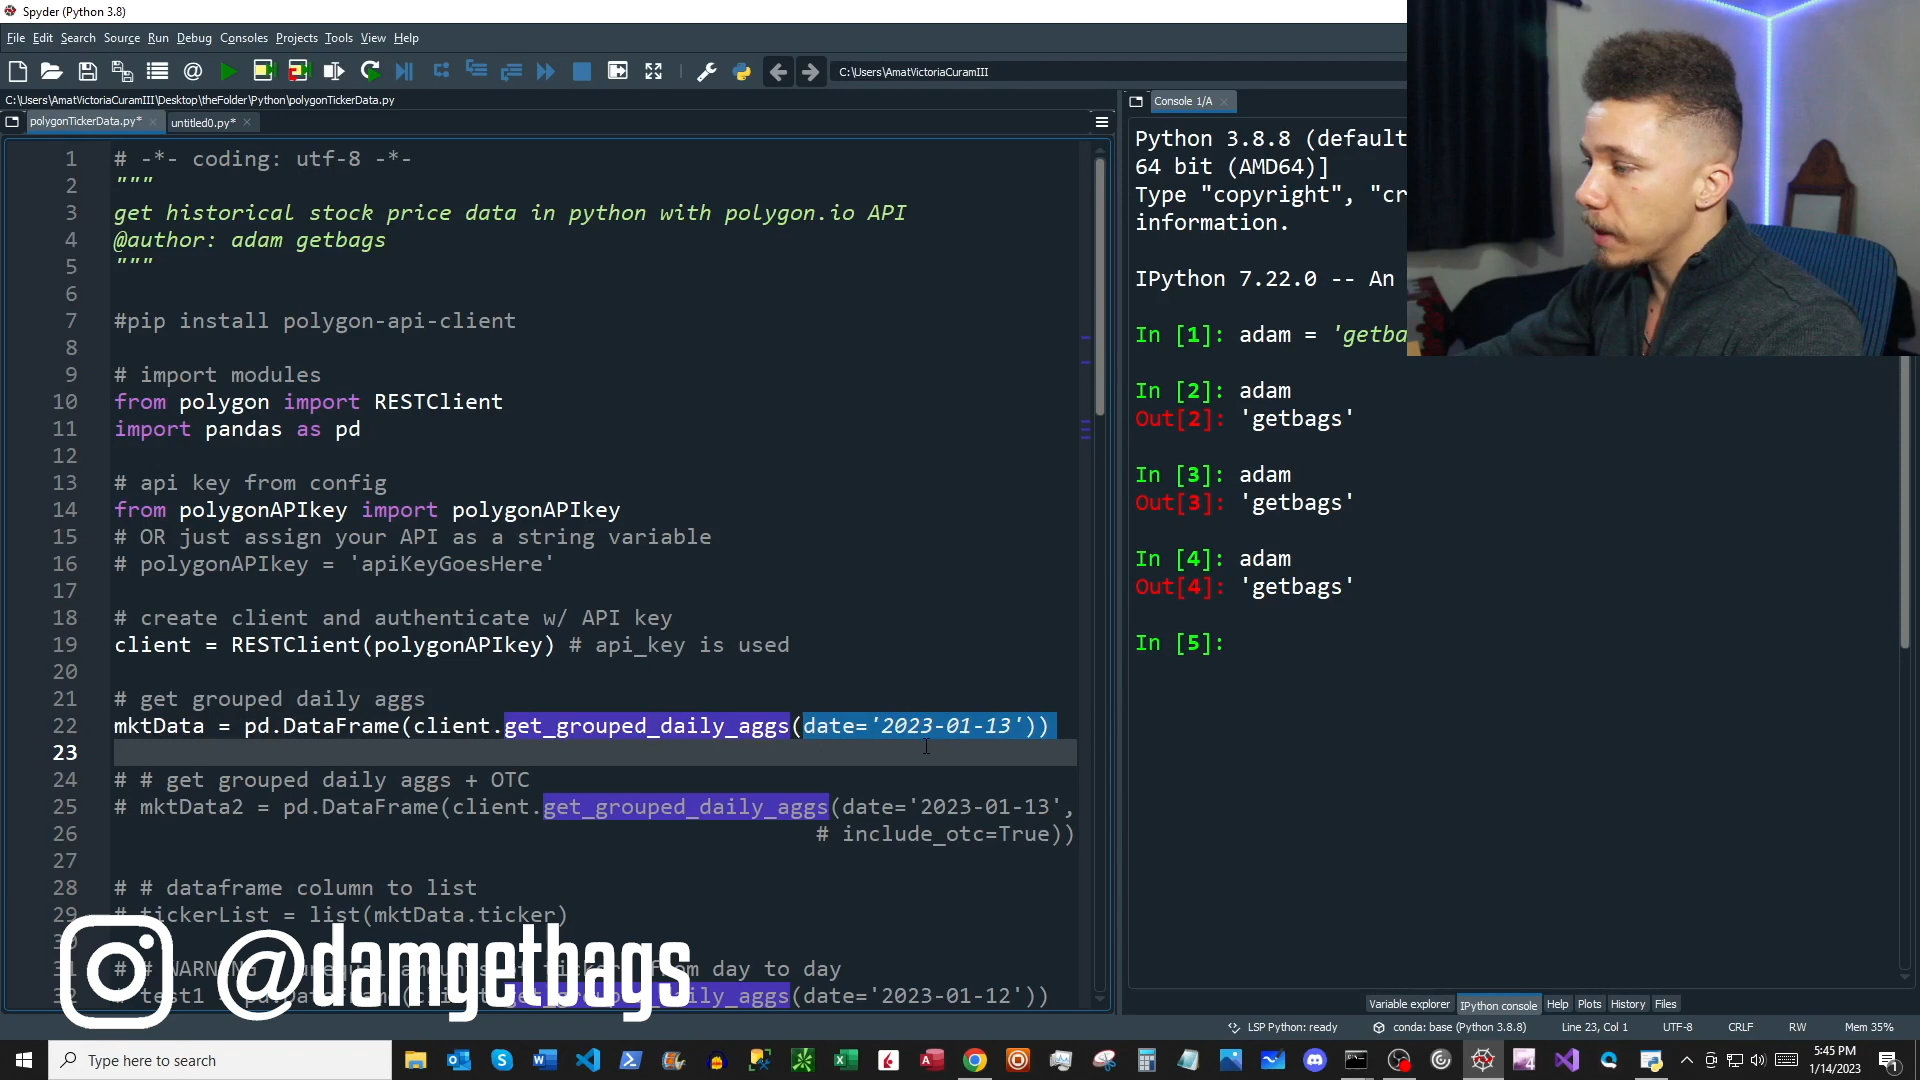 Spyder (Python 3.8)
File Edit Search Source Run Debug Consoles Projects Tools View Help
C:\Users\AmatVictoriaCuramIII
C:\Users\AmatVictoriaCuramIII\Desktop\theFolder\Python\polygonTickerData.py
polygonTickerData.py* untitled0.py*
1 # -*- coding: utf-8 -*-
2 """
3 get historical stock price data in python with polygon.io API
4 @author: adam getbags
5 """
6
7 #pip install polygon-api-client
8
9 # import modules
10 from polygon import RESTClient
11 import pandas as pd
12
13 # api key from config
14 from polygonAPIkey import polygonAPIkey
15 # OR just assign your API as a string variable
16 # polygonAPIkey = 'apiKeyGoesHere'
17
18 # create client and authenticate w/ API key
19 client = RESTClient(polygonAPIkey) # api_key is used
20
21 # get grouped daily aggs
22 mktData = pd.DataFrame(client.get_grouped_daily_aggs(date='2023-01-13'))
23
24 # # get grouped daily aggs + OTC
25 # mktData2 = pd.DataFrame(client.get_grouped_daily_aggs(date='2023-01-13',
26 # include_otc=True))
27
28 # # dataframe column to list
29 # tickerList = list(mktData.ticker)
day to day
(date='2023-01-12'))
@damgetbags
Console 1/A
Python 3.8.8 (default
64 bit (AMD64)]
Type "copyright", "cr
information.
IPython 7.22.0 -- An
In [1]: adam = 'getba
In [2]: adam
Out[2]: 'getbags'
In [3]: adam
Out[3]: 'getbags'
In [4]: adam
Out[4]: 'getbags'
In [5]:
Variable explorer IPython console Help Plots History Files
LSP Python: ready conda: base (Python 3.8.8) Line 23, Col 1 UTF-8 CRLF RW Mem 35%
Type here to search
5:45 PM
1/14/2023